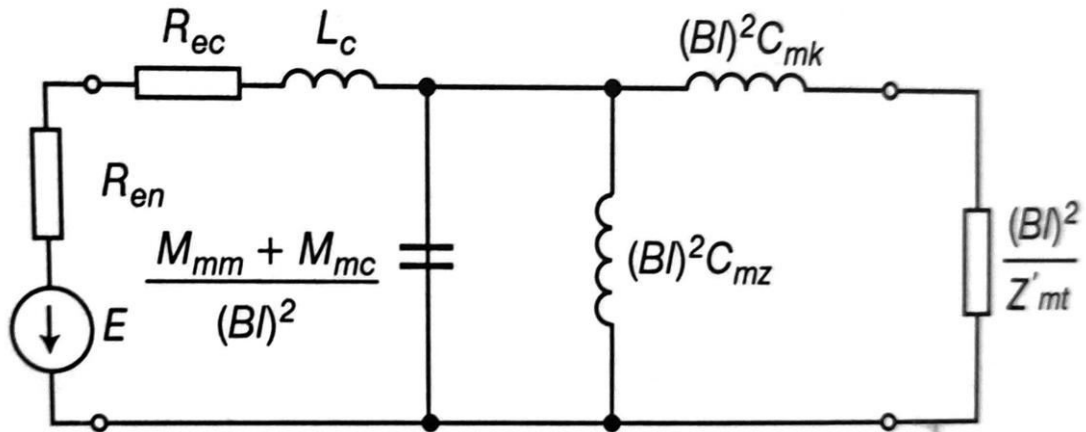 R_ec
L_c
(Bl)²C_mk
R_en
M_mm + M_mc
(Bl)²
(Bl)²C_mz
(Bl)²
Z'_mt
E